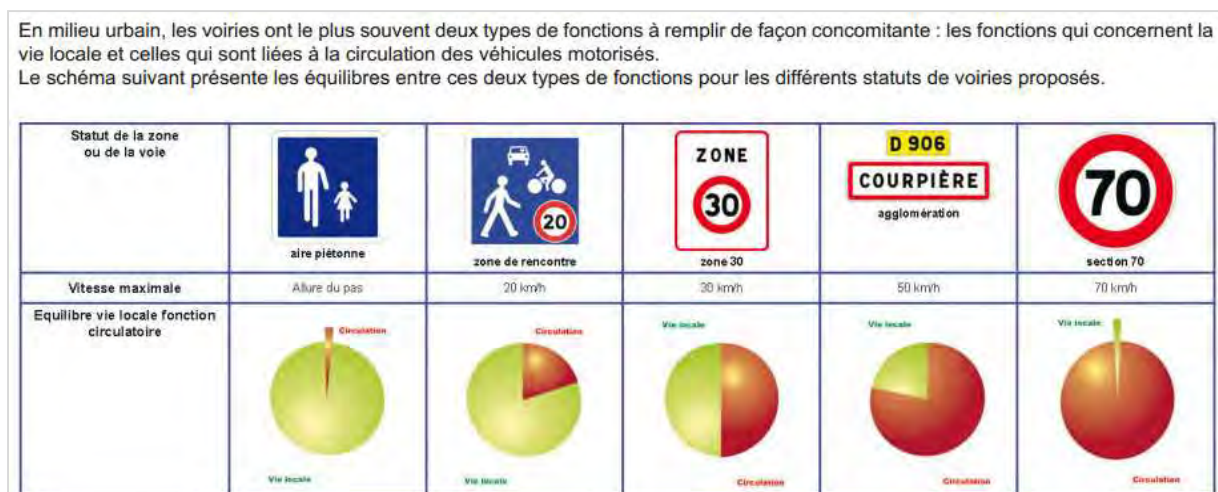 En milieu urbain, les voiries ont le plus souvent deux types de fonctions à remplir de façon concomitante : les fonctions qui concernent la
vie locale et celles qui sont liées à la circulation des véhicules motorisés.
Le schéma suivant présente les équilibres entre ces deux types de fonctions pour les différents statuts de voiries proposés.
Statut de la zone
ou de la voie
aire piétonne
20
zone de rencontre
ZONE
30
zone 30
D 906
COURPIÈRE
agglomération
70
section 70
Vitesse maximale
Allure du pas
20 km/h
30 km/h
50 km/h
70 km/h
Equilibre vie locale fonction
circulatoire
Circulation
Vie locale
Circulation
Vie locale
Vie locale
Circulation
Vie locale
Circulation
Vie locale
Circulation